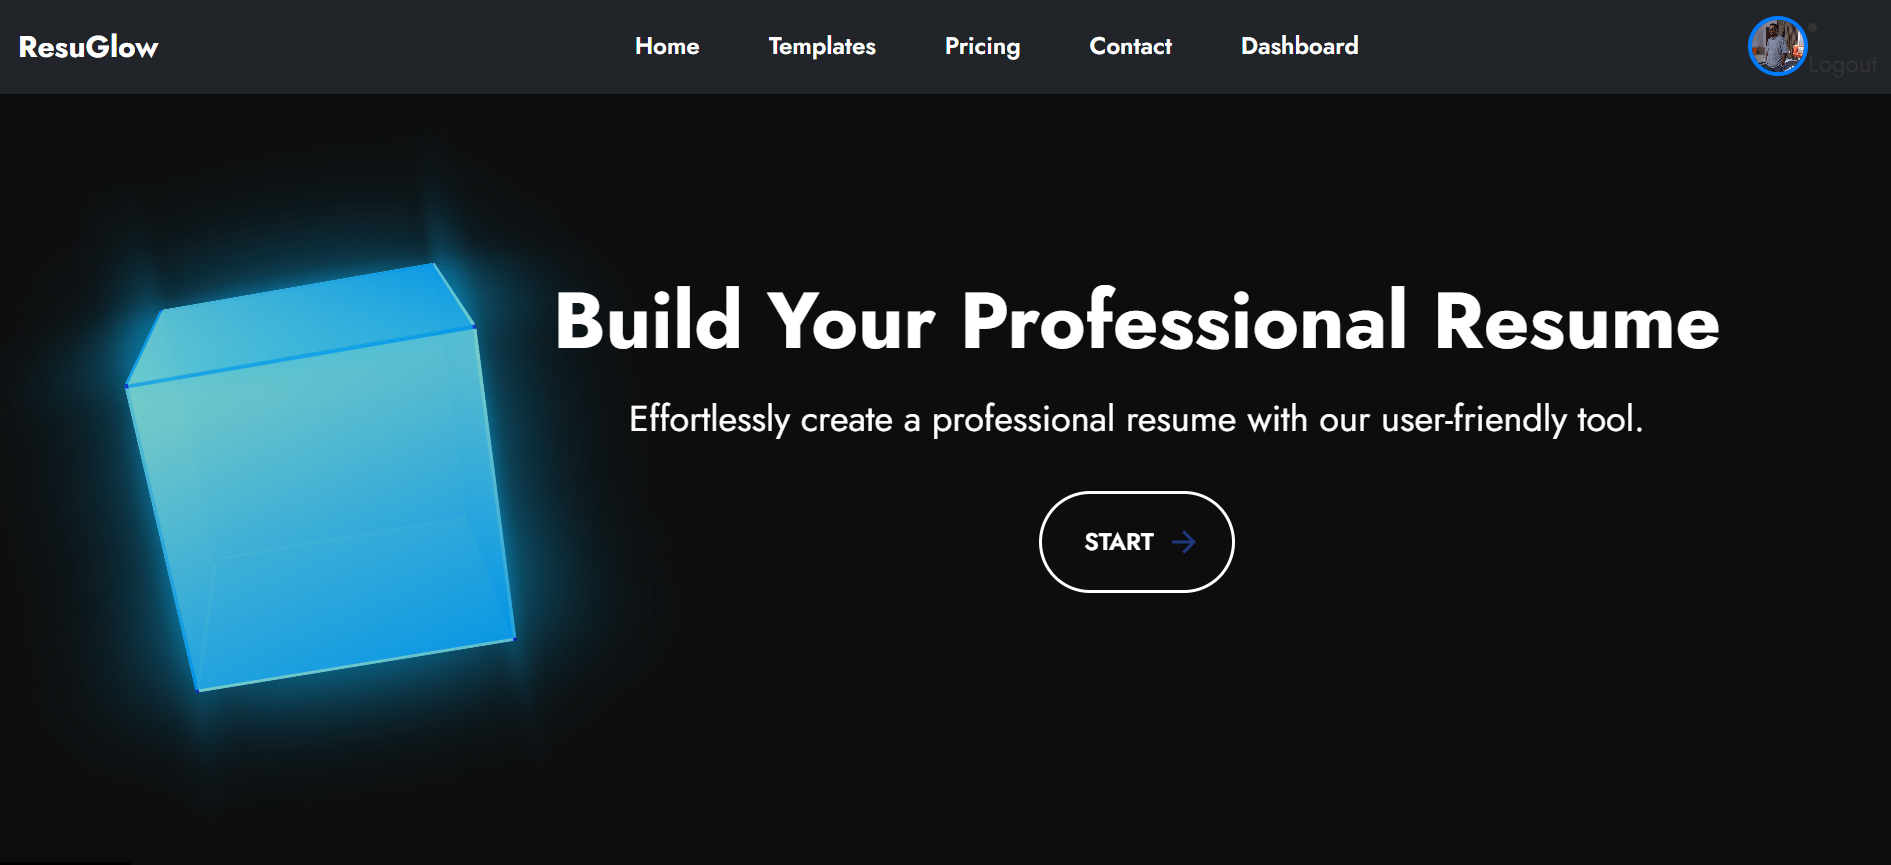 ResuGlow
Home Templates Pricing Contact Dashboard
Logout
Build Your Professional Resume
Effortlessly create a professional resume with our user-friendly tool.
START